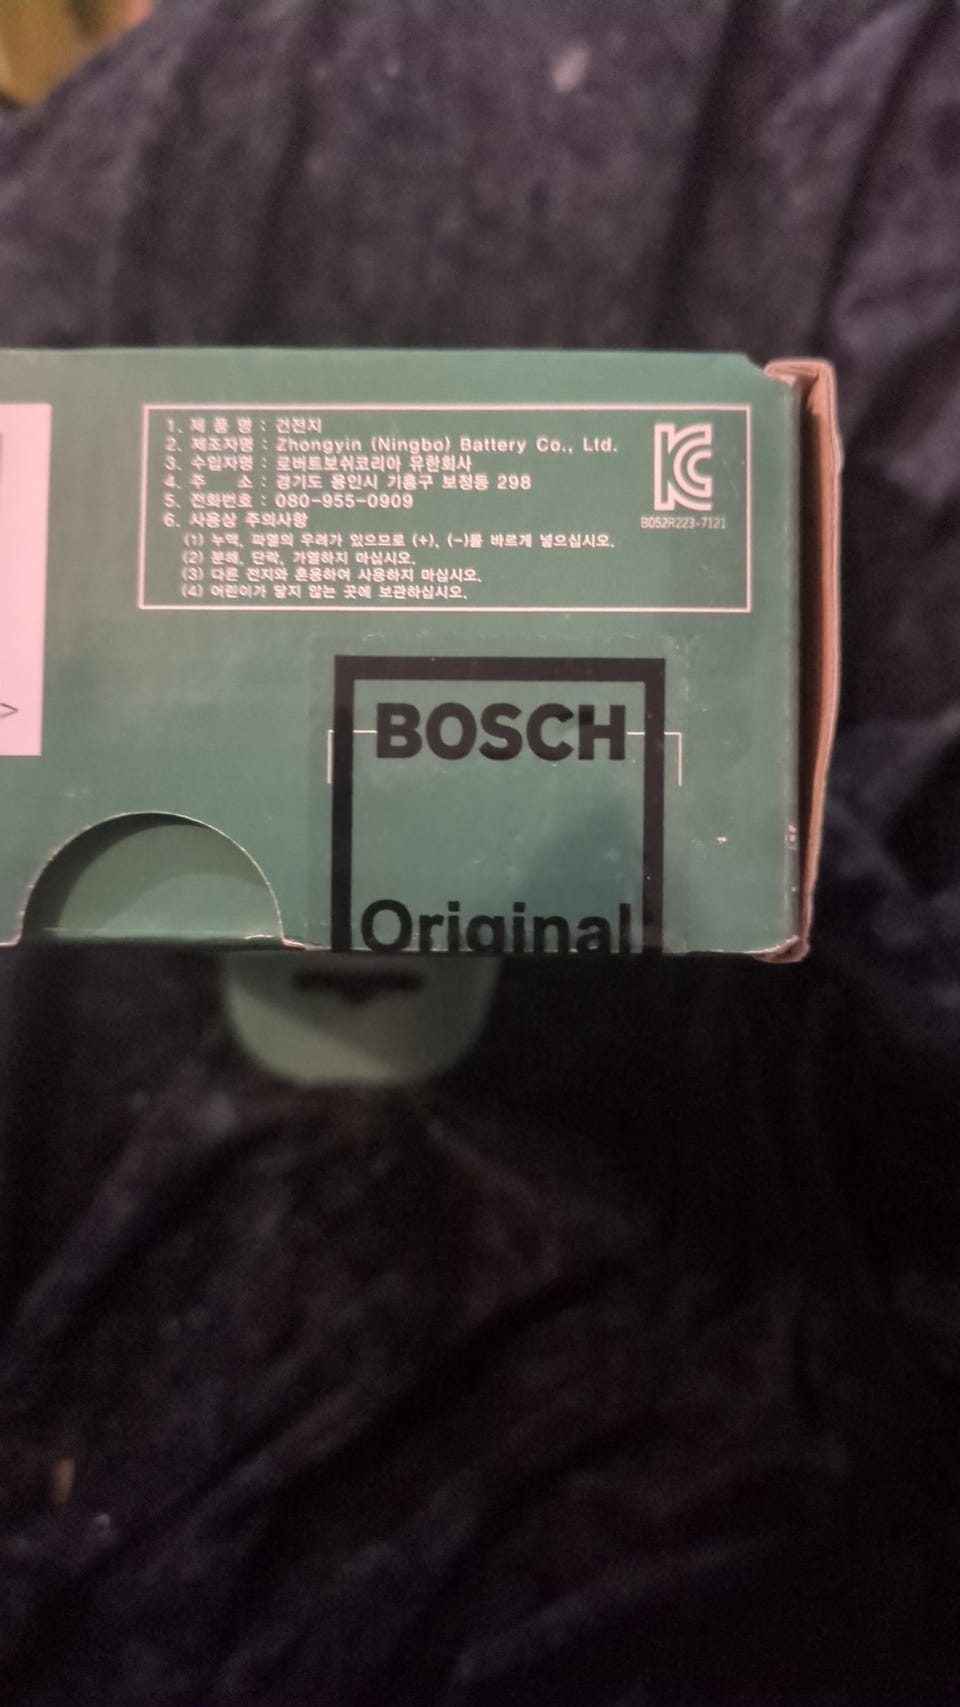 1. 제 품 명 : 건전지
2. 제조자명 : Zhongyin (Ningbo) Battery Co., Ltd.
3. 수입자명 : 로버트보쉬코리아 유한회사
4. 주 소 : 경기도 용인시 기흥구 보정동 298
5. 전화번호 : 080-955-0909
6. 사용상 주의사항
(1) 누액, 파열의 우려가 있으므로 (+), (-)를 바르게 넣으십시오.
(2) 분해, 단락, 가열하지 마십시오.
(3) 다른 전지와 혼용하여 사용하지 마십시오.
(4) 어린이가 닿지 않는 곳에 보관하십시오.
KC
B052R223-7121
BOSCH
Original